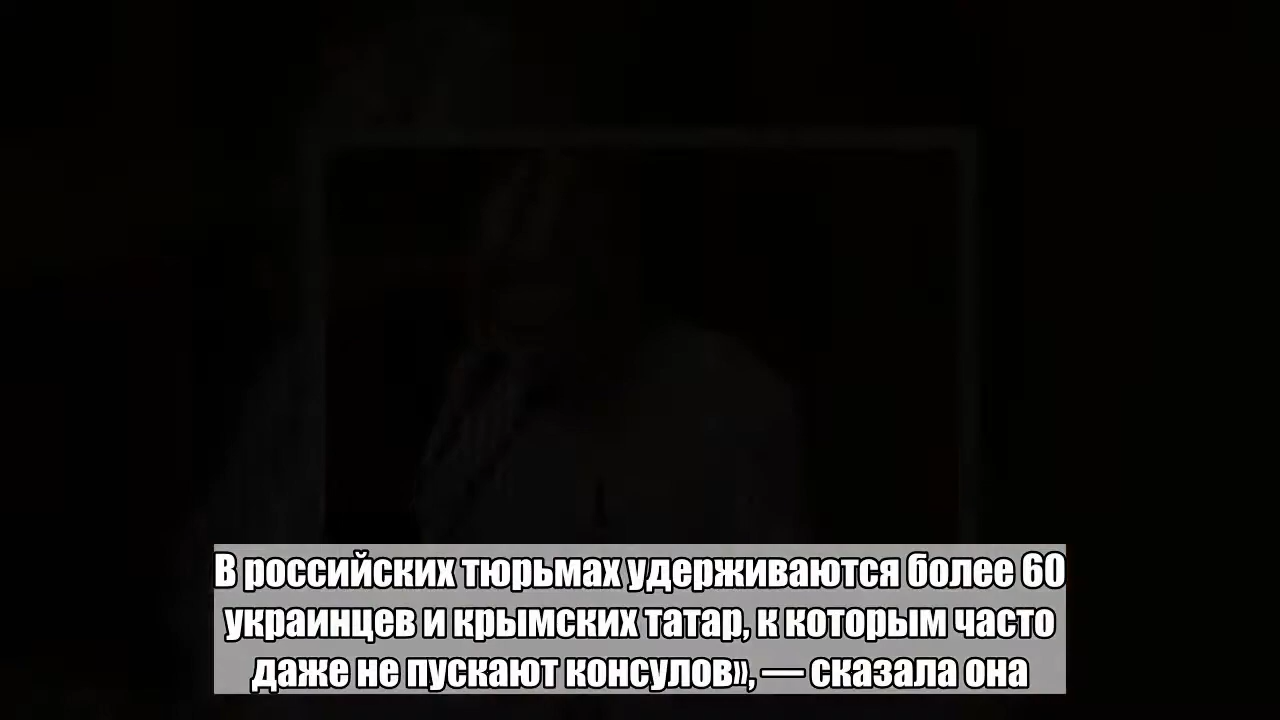 В российских тюрьмах удерживаются более 60
украинцев и крымских татар, к которым часто
даже не пускают консулов», — сказала она